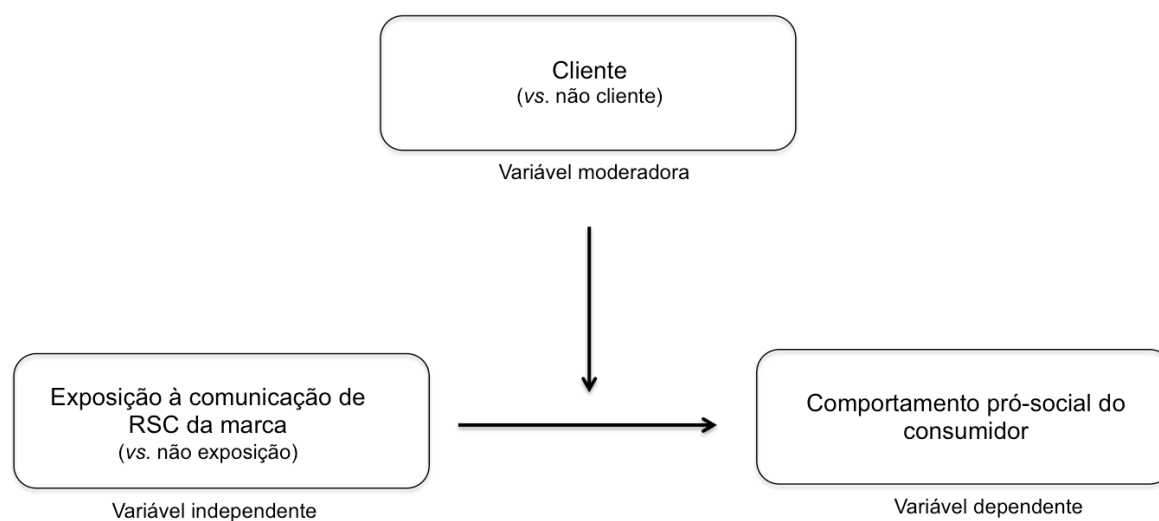 Cliente
(vs. não cliente)
Variável moderadora
Exposição à comunicação de
RSC da marca
(vs. não exposição)
Variável independente
Comportamento pró-social do
consumidor
Variável dependente